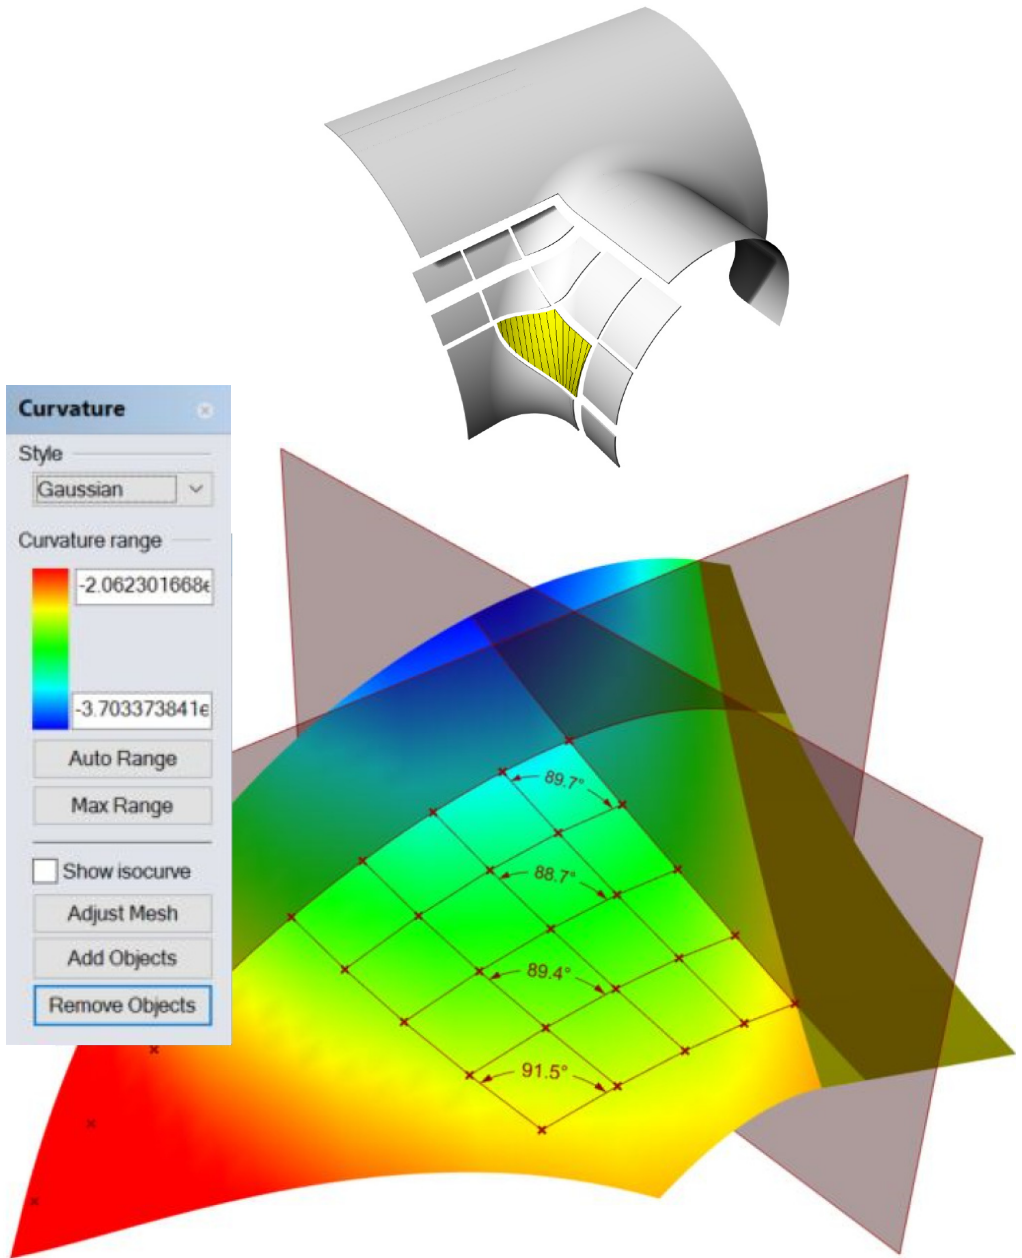 Curvature
Style
Gaussian
Curvature range
-2.062301668e
-3.703373841e
Auto Range
Max Range
Show isocurve
Adjust Mesh
Add Objects
Remove Objects
89.7°
88.7°
89.4°
91.5°